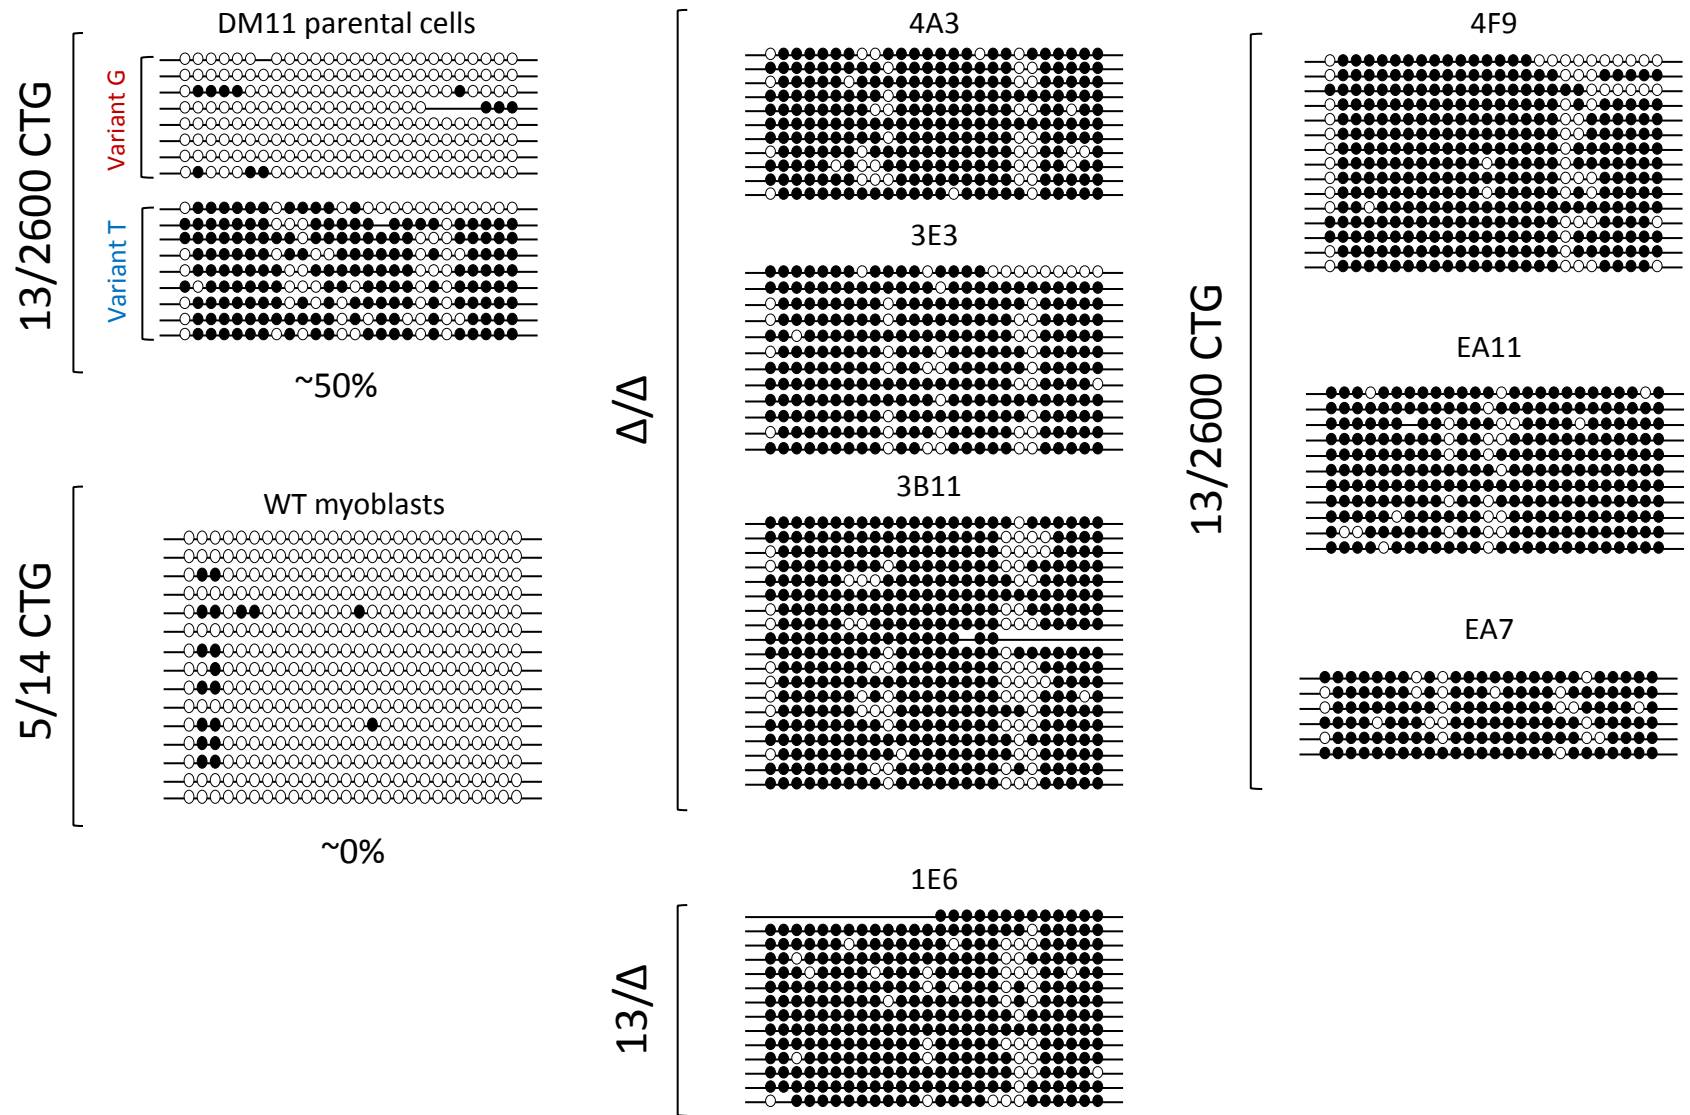 DM11 parental cells
13/2600 CTG
Variant G
Variant T
~50%
WT myoblasts
5/14 CTG
~0%
Δ/Δ
4A3
3E3
3B11
13/Δ
1E6
13/2600 CTG
4F9
EA11
EA7